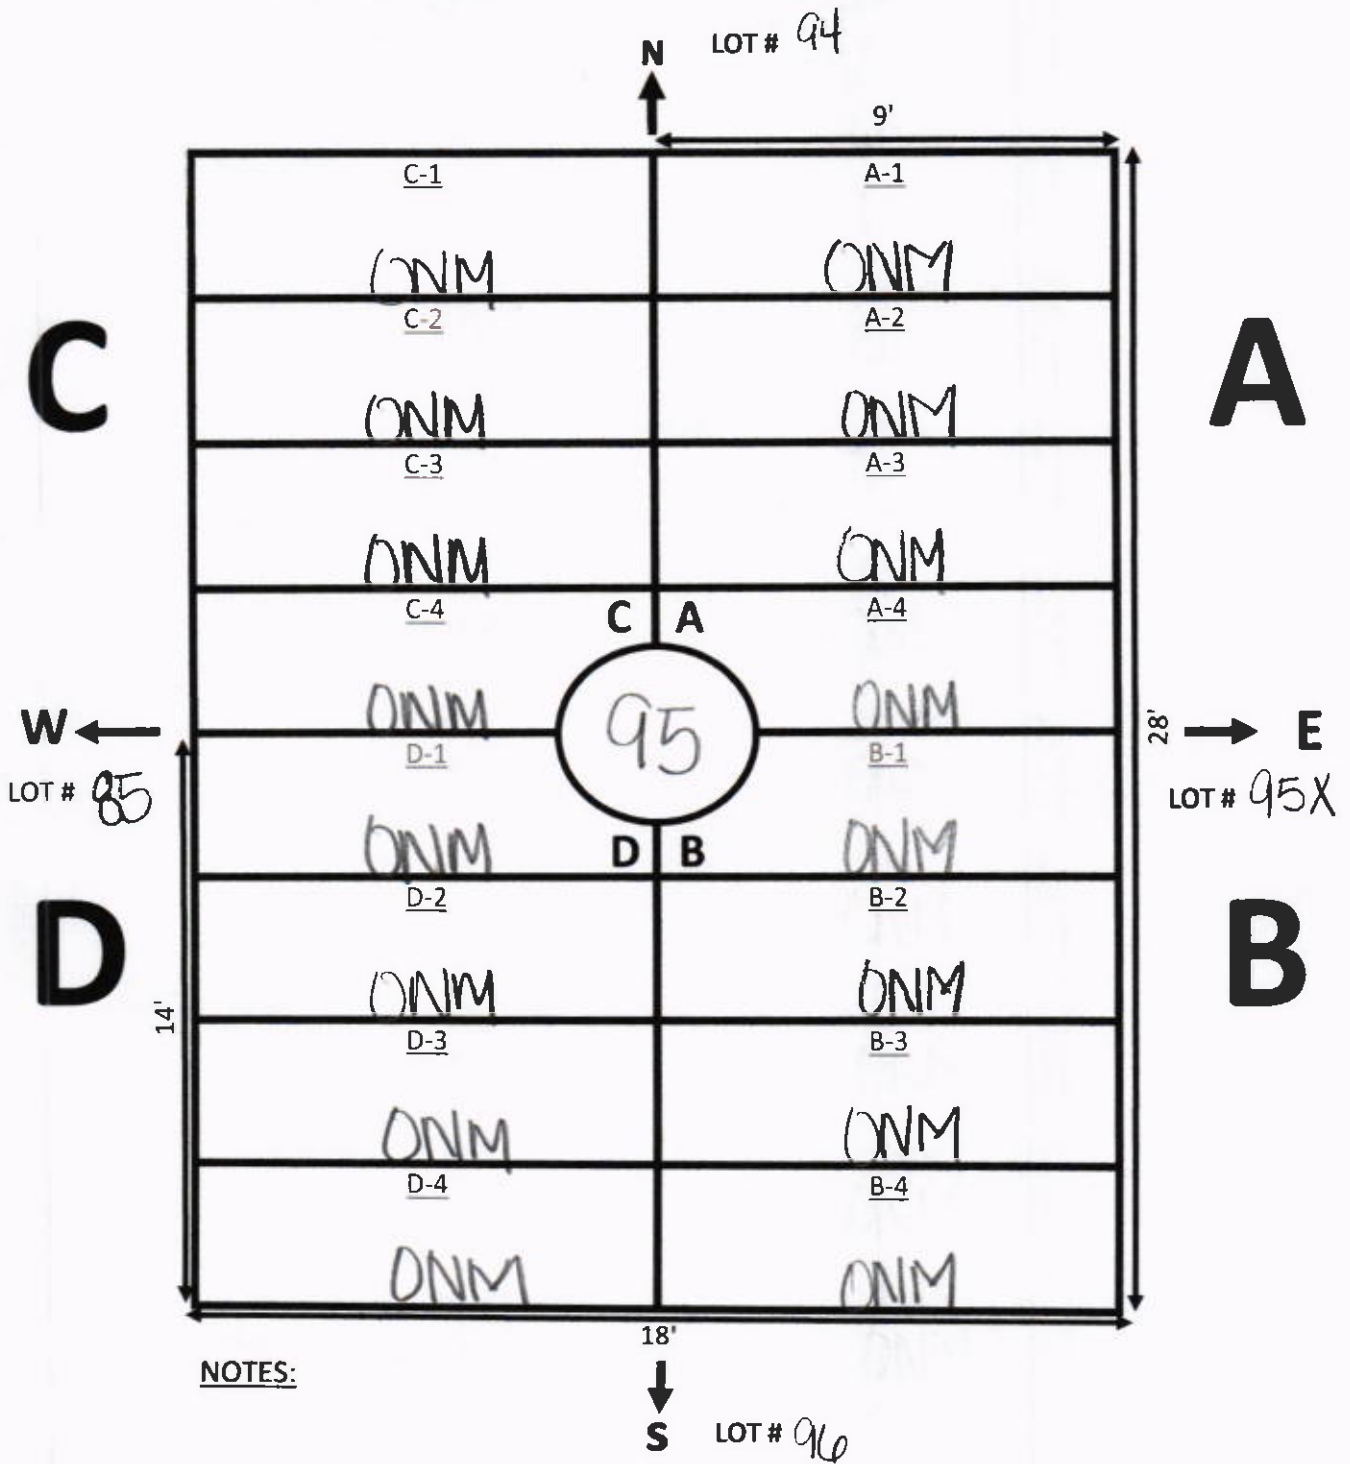 N LOT # 94
9'
C-1 A-1
ONM ONM
C-2 A-2
C A
ONM ONM
C-3 A-3
ONM ONM
C-4 C A A-4
ONM 95 ONM
W 28' E
D-1 B-1
LOT # 85 LOT # 95X
ONM D B ONM
D-2 B-2
D B
ONM ONM
14'
D-3 B-3
ONM ONM
D-4 B-4
ONM ONM
18'
NOTES:
S LOT # 96